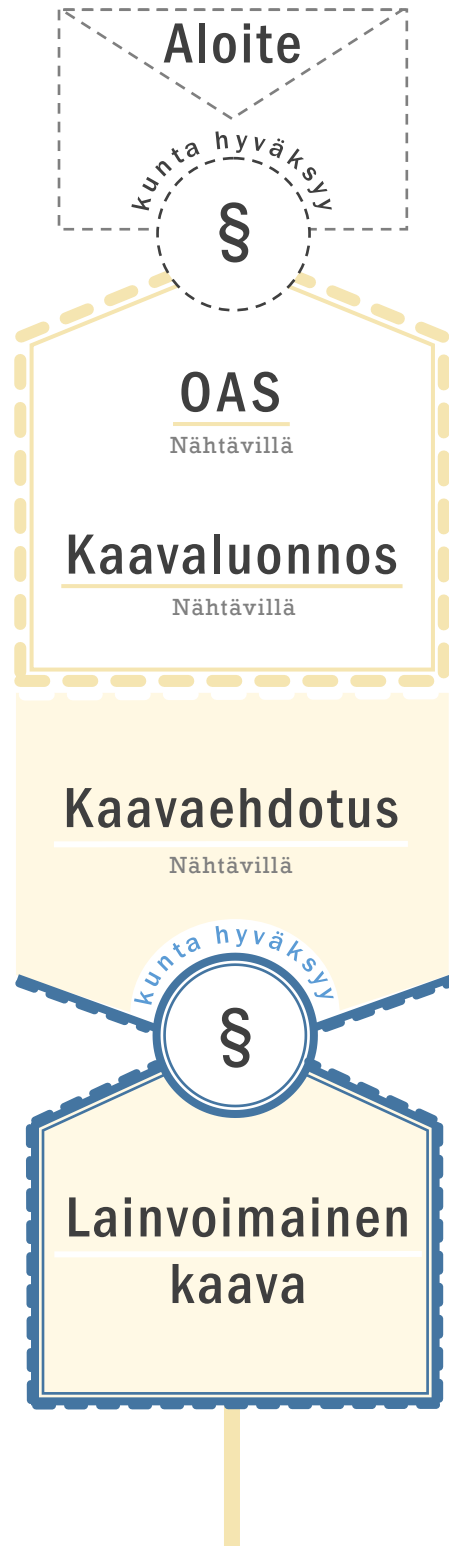 Aloite
kunta hyväksyy
§
OAS
Nähtävillä
Kaavaluonnos
Nähtävillä
Kaavaehdotus
Nähtävillä
kunta hyväksyy
§
Lainvoimainen
kaava